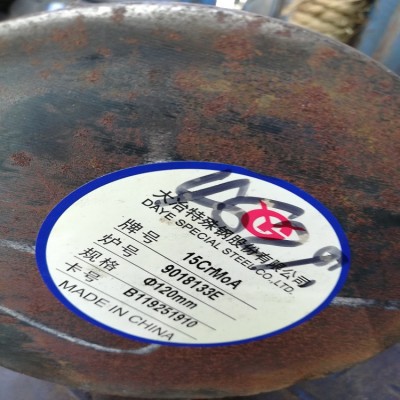 大冶特殊钢股份有限公司
DAYE SPECIAL STEEL CO.,LTD.
牌号 15CrMoA
炉号 9018133E
规格 Φ120mm
卡号 B119251910
MADE IN CHINA